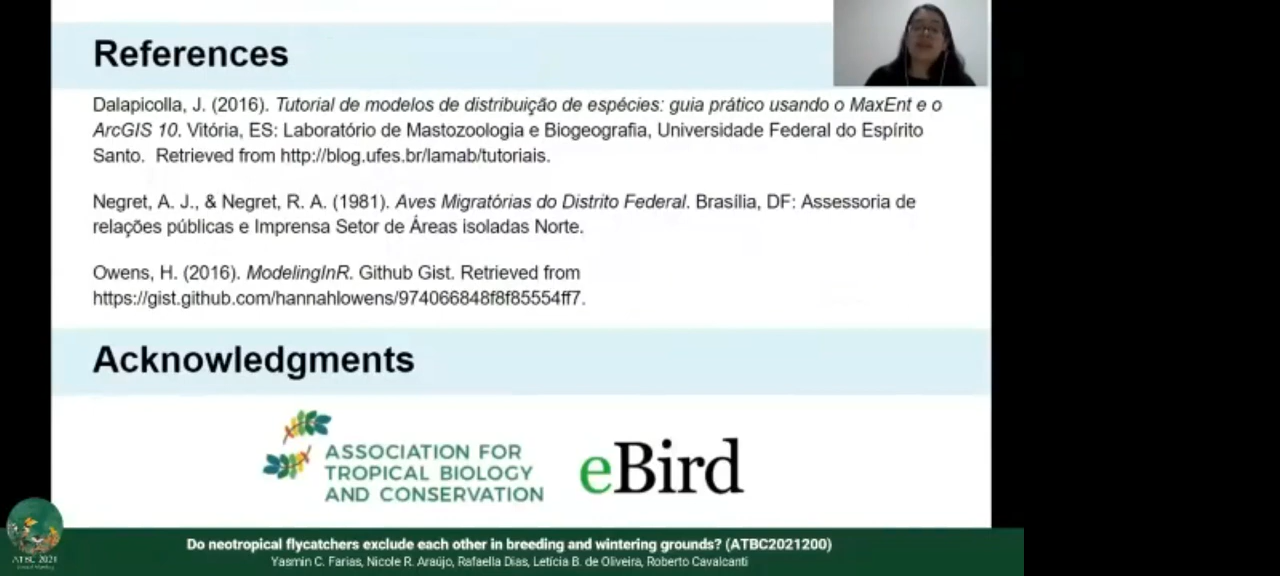 References
Dalapicolla, J. (2016). Tutorial de modelos de distribuição de espécies: guia prático usando o MaxEnt e o
ArcGIS 10. Vitória, ES: Laboratório de Mastozoologia e Biogeografia, Universidade Federal do Espírito
Santo. Retrieved from http://blog.ufes.br/lamab/tutoriais.
Negret, A. J., & Negret, R. A. (1981). Aves Migratórias do Distrito Federal. Brasília, DF: Assessoria de
relações públicas e Imprensa Setor de Áreas isoladas Norte.
Owens, H. (2016). ModelingInR. Github Gist. Retrieved from
https://gist.github.com/hannahlowens/974066848f8f85554ff7.
Acknowledgments
ASSOCIATION FOR
TROPICAL BIOLOGY
AND CONSERVATION
eBird
ATBC 2021
Do neotropical flycatchers exclude each other in breeding and wintering grounds? (ATBC2021200)
Yasmin C. Farias, Nicole R. Araújo, Rafaella Dias, Letícia B. de Oliveira, Roberto Cavalcanti